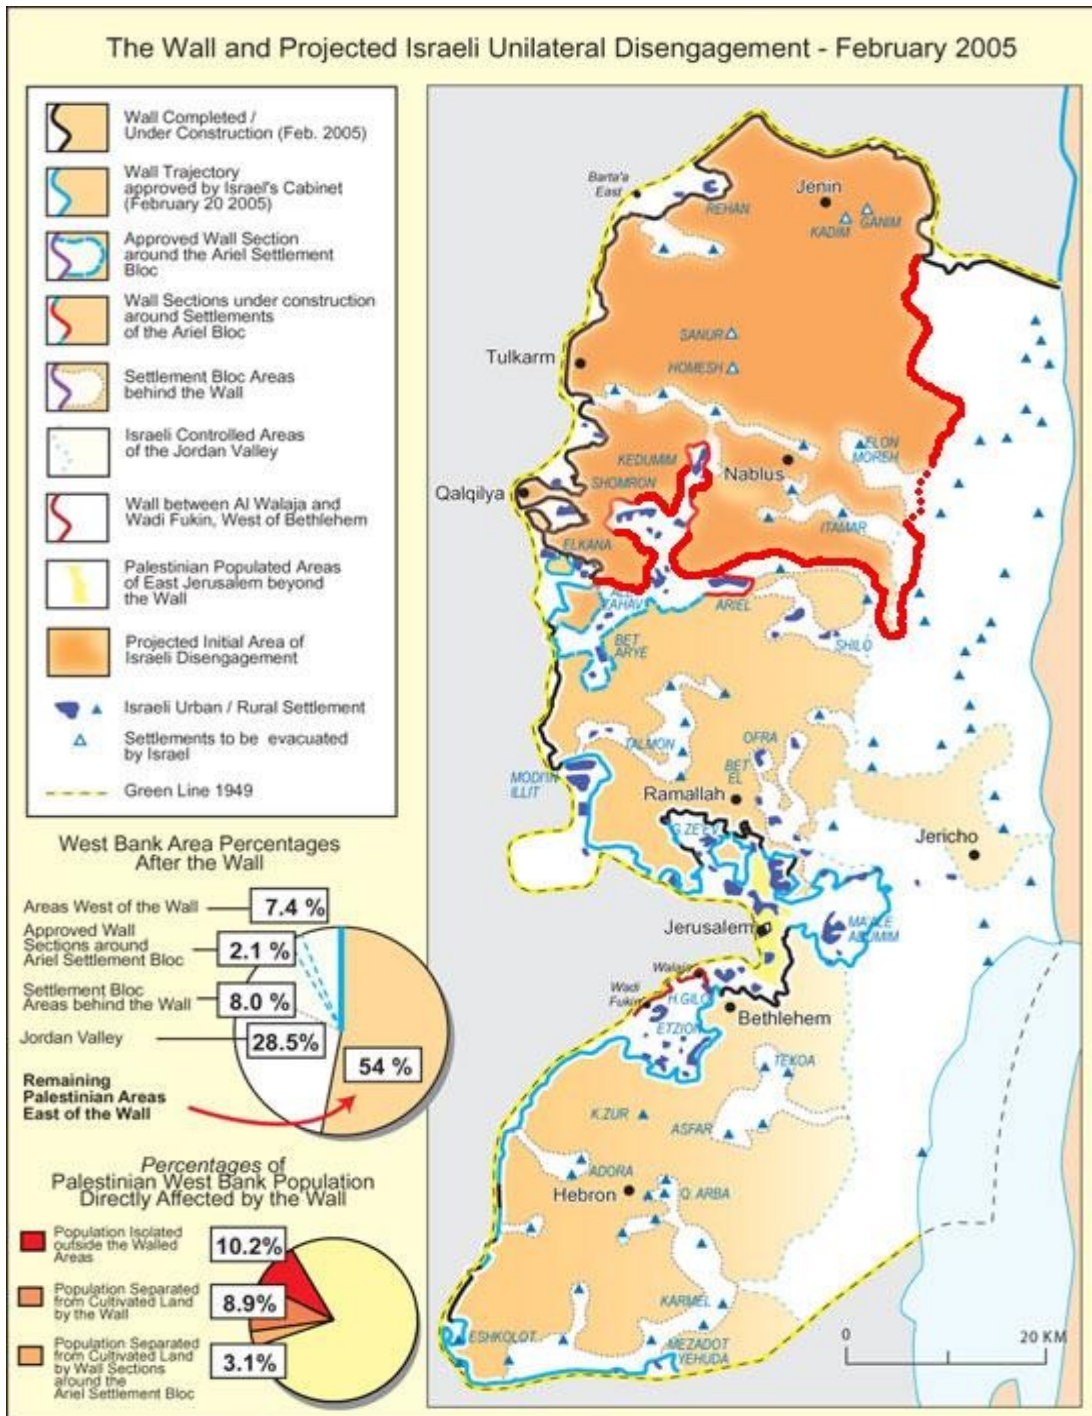 The Wall and Projected Israeli Unilateral Disengagement - February 2005
Wall Completed /
Under Construction (Feb. 2005)
Wall Trajectory
approved by Israel's Cabinet
(February 20 2005)
Approved Wall Section
around the Ariel Settlement
Bloc
Wall Sections under construction
around Settlements
of the Ariel Bloc
Settlement Bloc Areas
behind the Wall
Israeli Controlled Areas
of the Jordan Valley
Wall between Al Walaja and
Wadi Fukin, West of Bethlehem
Palestinian Populated Areas
of East Jerusalem beyond
the Wall
Projected Initial Area of
Israeli Disengagement
Israeli Urban / Rural Settlement
Settlements to be evacuated
by Israel
Green Line 1949
West Bank Area Percentages
After the Wall
Areas West of the Wall
7.4 %
Approved Wall
Sections around
Ariel Settlement Bloc
2.1 %
Settlement Bloc
Areas behind the Wall
8.0 %
Jordan Valley
28.5%
54 %
Remaining
Palestinian Areas
East of the Wall
Percentages of
Palestinian West Bank Population
Directly Affected by the Wall
Population Isolated
outside the Walled
Areas
10.2%
Population Separated
from Cultivated Land
by the Wall
8.9%
Population Separated
from Cultivated Land
by Wall Sections
around the
Ariel Settlement Bloc
3.1%
Barta'a
East
REHAN
Jenin
KADIM
GANIM
SANUR
HOMESH
Tulkarm
KEDUMIM
SHOMRON
Nablus
ELON
MOREH
Qalqilya
ITAMAR
ELKANA
ZAHAV
ARIEL
BET
ARYE
SHILO
TALMON
OFRA
BET
EL
MODI'IN
ILLIT
Ramallah
G.ZE'EV
Jericho
Jerusalem
MA'ALE
ADUMIM
Walaja
Wadi
Fukin
H.GILO
Bethlehem
ETZION
TEKOA
K.ZUR
ASFAR
ADORA
Hebron
Q. ARBA
KARMEL
ESHKOLOT
MEZADOT
YEHUDA
0
20 KM